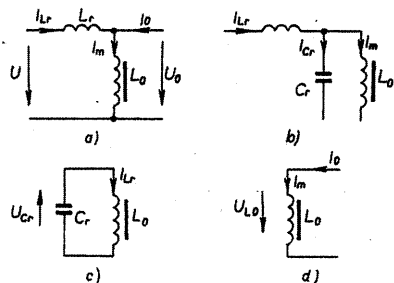 I_Lr L_r I_0
I_m
U L_0 U_0
a)
I_Lr
I_Cr I_m
C_r L_0
b)
I_Lr
U_Cr C_r L_0
c)
I_0
I_m
U_L0 L_0
d)